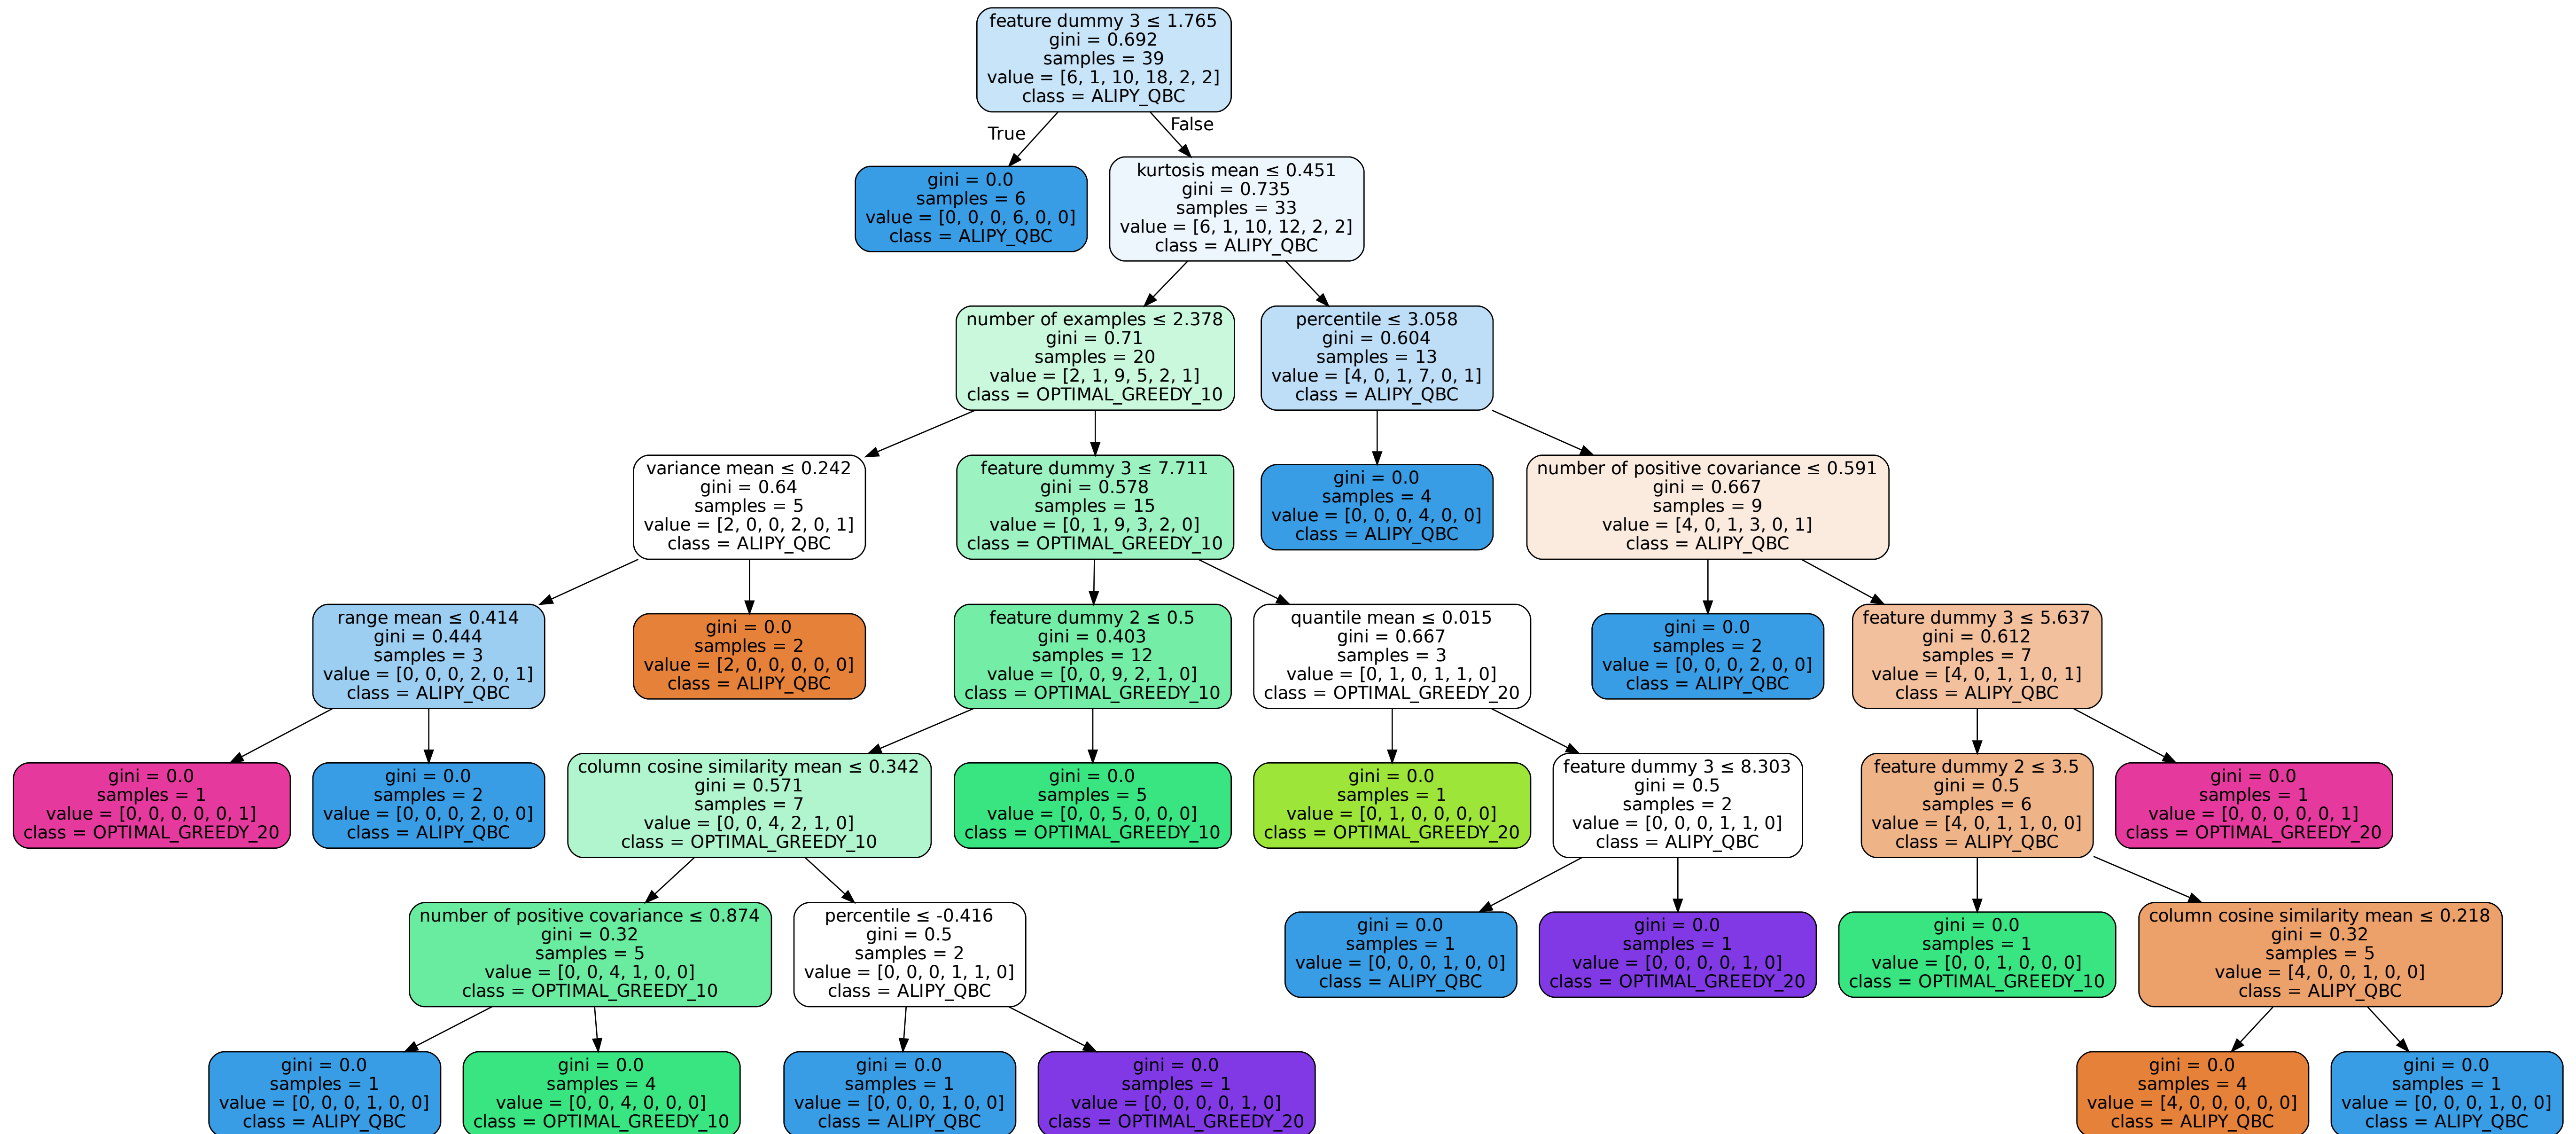 feature dummy 3 ≤ 1.765
gini = 0.692
samples = 39
value = [6, 1, 10, 18, 2, 2]
class = ALIPY_QBC
True
False
gini = 0.0
samples = 6
value = [0, 0, 0, 6, 0, 0]
class = ALIPY_QBC
kurtosis mean ≤ 0.451
gini = 0.735
samples = 33
value = [6, 1, 10, 12, 2, 2]
class = ALIPY_QBC
number of examples ≤ 2.378
gini = 0.71
samples = 20
value = [2, 1, 9, 5, 2, 1]
class = OPTIMAL_GREEDY_10
percentile ≤ 3.058
gini = 0.604
samples = 13
value = [4, 0, 1, 7, 0, 1]
class = ALIPY_QBC
variance mean ≤ 0.242
gini = 0.64
samples = 5
value = [2, 0, 0, 2, 0, 1]
class = ALIPY_QBC
feature dummy 3 ≤ 7.711
gini = 0.578
samples = 15
value = [0, 1, 9, 3, 2, 0]
class = OPTIMAL_GREEDY_10
gini = 0.0
samples = 4
value = [0, 0, 0, 4, 0, 0]
class = ALIPY_QBC
number of positive covariance ≤ 0.591
gini = 0.667
samples = 9
value = [4, 0, 1, 3, 0, 1]
class = ALIPY_QBC
range mean ≤ 0.414
gini = 0.444
samples = 3
value = [0, 0, 0, 2, 0, 1]
class = ALIPY_QBC
gini = 0.0
samples = 2
value = [2, 0, 0, 0, 0, 0]
class = ALIPY_QBC
feature dummy 2 ≤ 0.5
gini = 0.403
samples = 12
value = [0, 0, 9, 2, 1, 0]
class = OPTIMAL_GREEDY_10
quantile mean ≤ 0.015
gini = 0.667
samples = 3
value = [0, 1, 0, 1, 1, 0]
class = OPTIMAL_GREEDY_20
gini = 0.0
samples = 2
value = [0, 0, 0, 2, 0, 0]
class = ALIPY_QBC
feature dummy 3 ≤ 5.637
gini = 0.612
samples = 7
value = [4, 0, 1, 1, 0, 1]
class = ALIPY_QBC
gini = 0.0
samples = 1
value = [0, 0, 0, 0, 0, 1]
class = OPTIMAL_GREEDY_20
gini = 0.0
samples = 2
value = [0, 0, 0, 2, 0, 0]
class = ALIPY_QBC
column cosine similarity mean ≤ 0.342
gini = 0.571
samples = 7
value = [0, 0, 4, 2, 1, 0]
class = OPTIMAL_GREEDY_10
gini = 0.0
samples = 5
value = [0, 0, 5, 0, 0, 0]
class = OPTIMAL_GREEDY_10
gini = 0.0
samples = 1
value = [0, 1, 0, 0, 0, 0]
class = OPTIMAL_GREEDY_20
feature dummy 3 ≤ 8.303
gini = 0.5
samples = 2
value = [0, 0, 0, 1, 1, 0]
class = ALIPY_QBC
feature dummy 2 ≤ 3.5
gini = 0.5
samples = 6
value = [4, 0, 1, 1, 0, 0]
class = ALIPY_QBC
gini = 0.0
samples = 1
value = [0, 0, 0, 0, 0, 1]
class = OPTIMAL_GREEDY_20
number of positive covariance ≤ 0.874
gini = 0.32
samples = 5
value = [0, 0, 4, 1, 0, 0]
class = OPTIMAL_GREEDY_10
percentile ≤ -0.416
gini = 0.5
samples = 2
value = [0, 0, 0, 1, 1, 0]
class = ALIPY_QBC
gini = 0.0
samples = 1
value = [0, 0, 0, 1, 0, 0]
class = ALIPY_QBC
gini = 0.0
samples = 1
value = [0, 0, 0, 0, 1, 0]
class = OPTIMAL_GREEDY_20
gini = 0.0
samples = 1
value = [0, 0, 1, 0, 0, 0]
class = OPTIMAL_GREEDY_10
column cosine similarity mean ≤ 0.218
gini = 0.32
samples = 5
value = [4, 0, 0, 1, 0, 0]
class = ALIPY_QBC
gini = 0.0
samples = 1
value = [0, 0, 0, 1, 0, 0]
class = ALIPY_QBC
gini = 0.0
samples = 4
value = [0, 0, 4, 0, 0, 0]
class = OPTIMAL_GREEDY_10
gini = 0.0
samples = 1
value = [0, 0, 0, 1, 0, 0]
class = ALIPY_QBC
gini = 0.0
samples = 1
value = [0, 0, 0, 0, 1, 0]
class = OPTIMAL_GREEDY_20
gini = 0.0
samples = 4
value = [4, 0, 0, 0, 0, 0]
class = ALIPY_QBC
gini = 0.0
samples = 1
value = [0, 0, 0, 1, 0, 0]
class = ALIPY_QBC